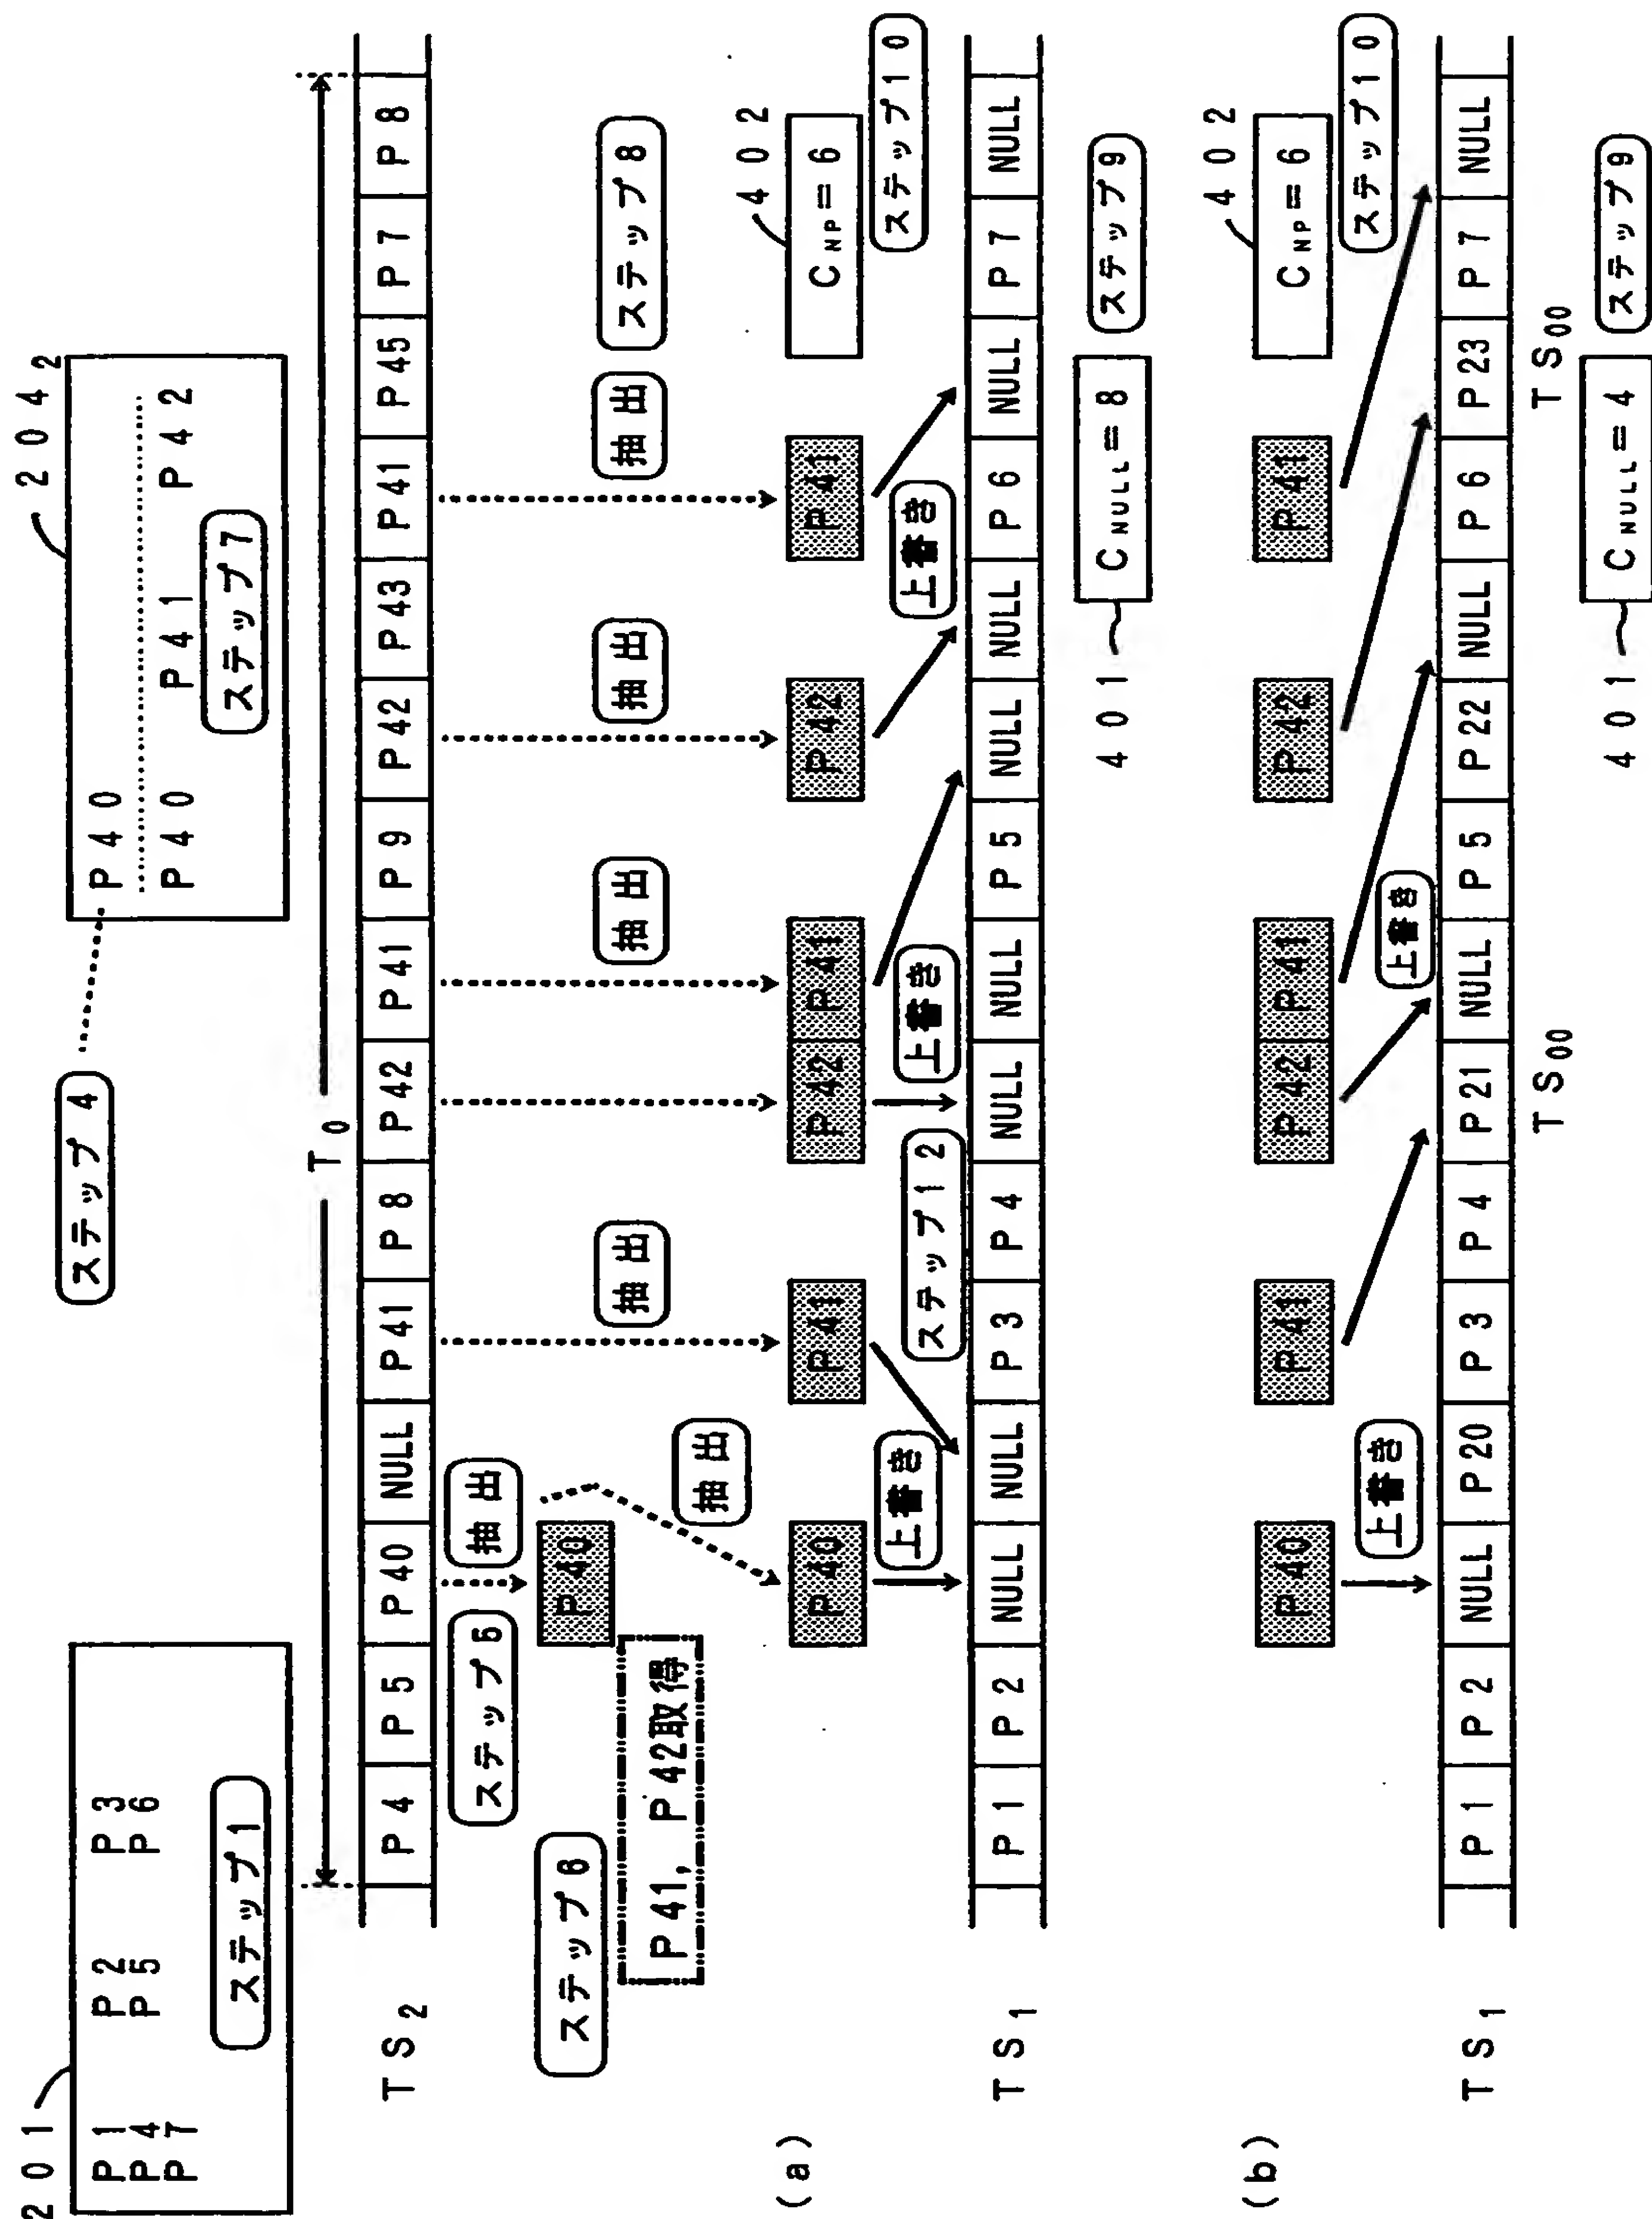 201
P1 P2 P3
P4 P5 P6
P7
ステップ1
ステップ4
204₂
P40
P40 P41 P42
ステップ7
T₀
TS₂
P4 P5 P40 NULL P41 P8 P42 P41 P9 P42 P43 P41 P45 P7 P8
ステップ5
抽出
抽出
抽出
抽出
抽出
抽出
ステップ8
ステップ6
P40
P41, P42取得
(a)
P40 P41 P42 P41 P42 P41
402
C_NP=6
ステップ10
上書き
ステップ12
上書き
上書き
TS₁
P1 P2 NULL NULL P3 P4 NULL NULL P5 NULL NULL P6 NULL P7 NULL
401
C_NULL=8
ステップ9
(b)
P40 P41 P42 P41 P42 P41
402
C_NP=6
ステップ10
上書き
上書き
TS₁
P1 P2 NULL P20 P3 P4 P21 NULL P5 P22 NULL P6 P23 P7 NULL
TS₀₀
TS₀₀
401
C_NULL=4
ステップ9